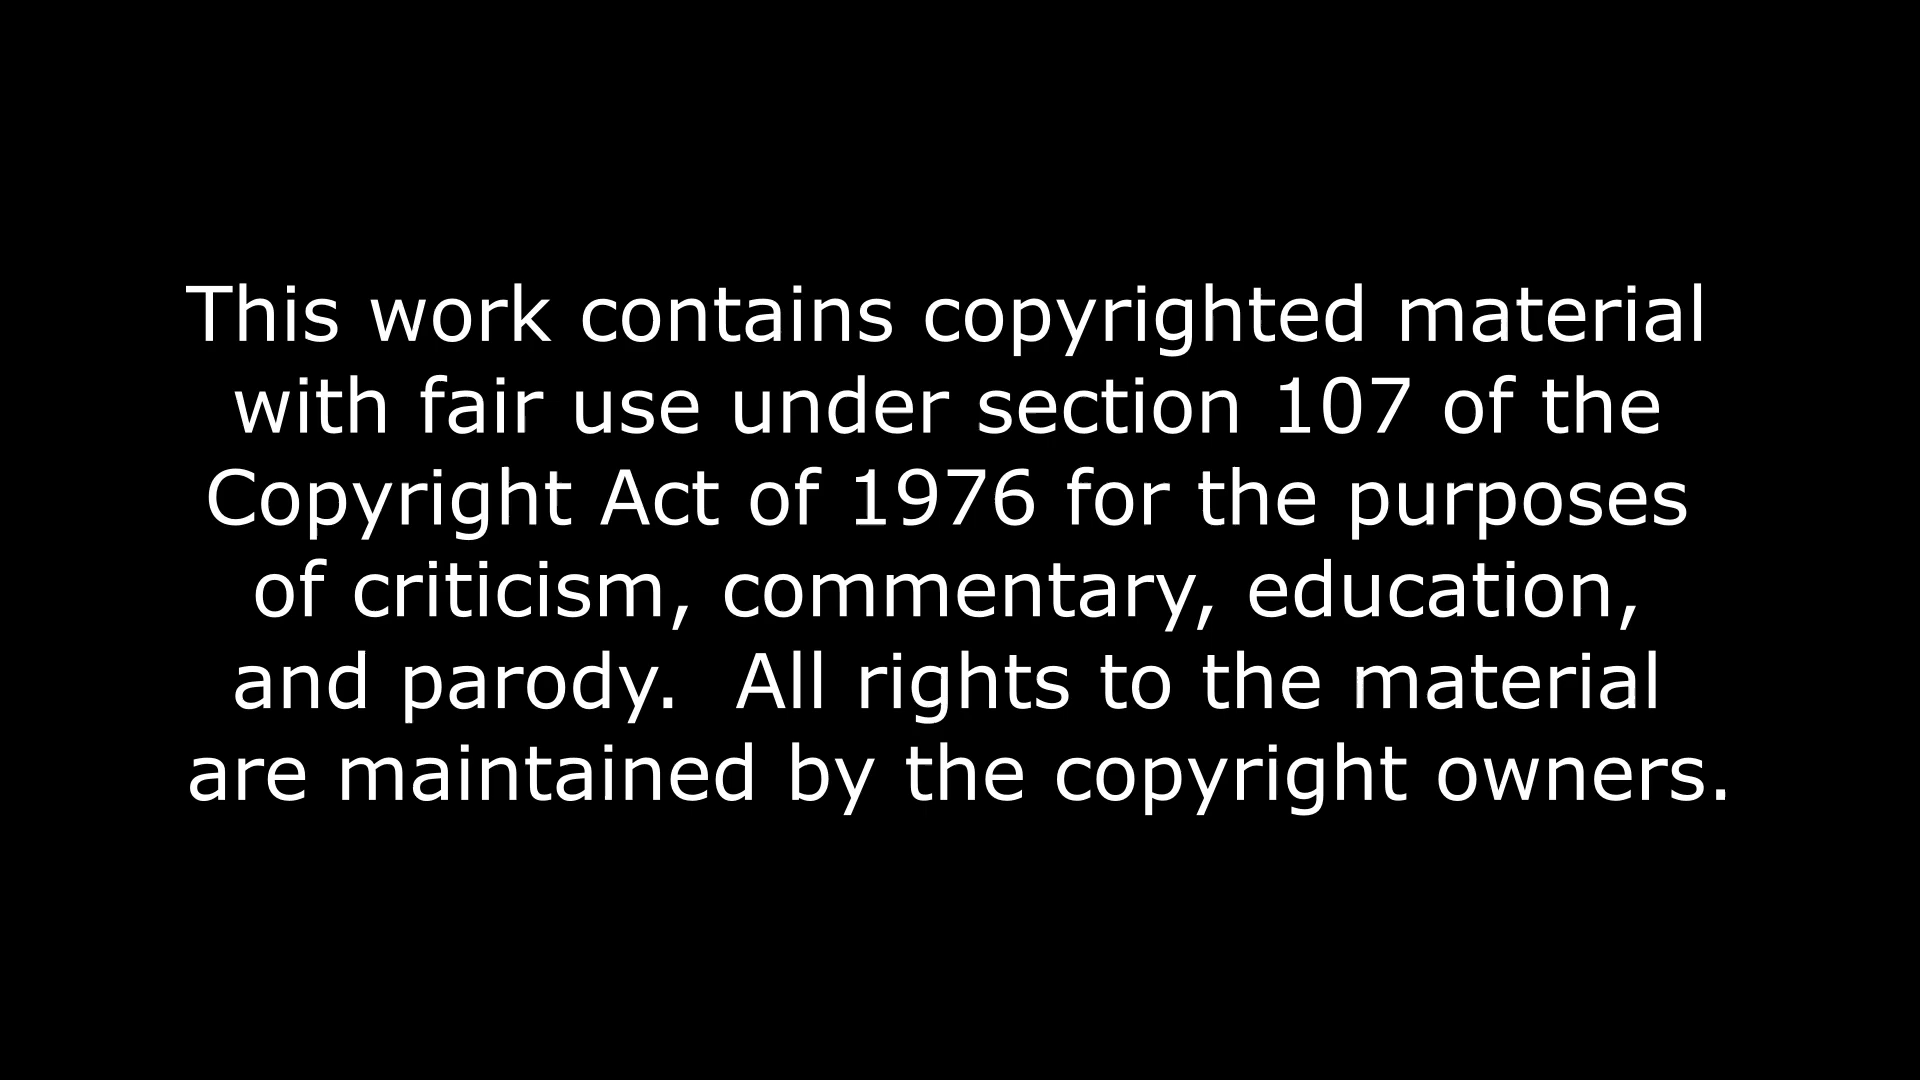 This work contains copyrighted material
with fair use under section 107 of the
Copyright Act of 1976 for the purposes
of criticism, commentary, education,
and parody.  All rights to the material
are maintained by the copyright owners.